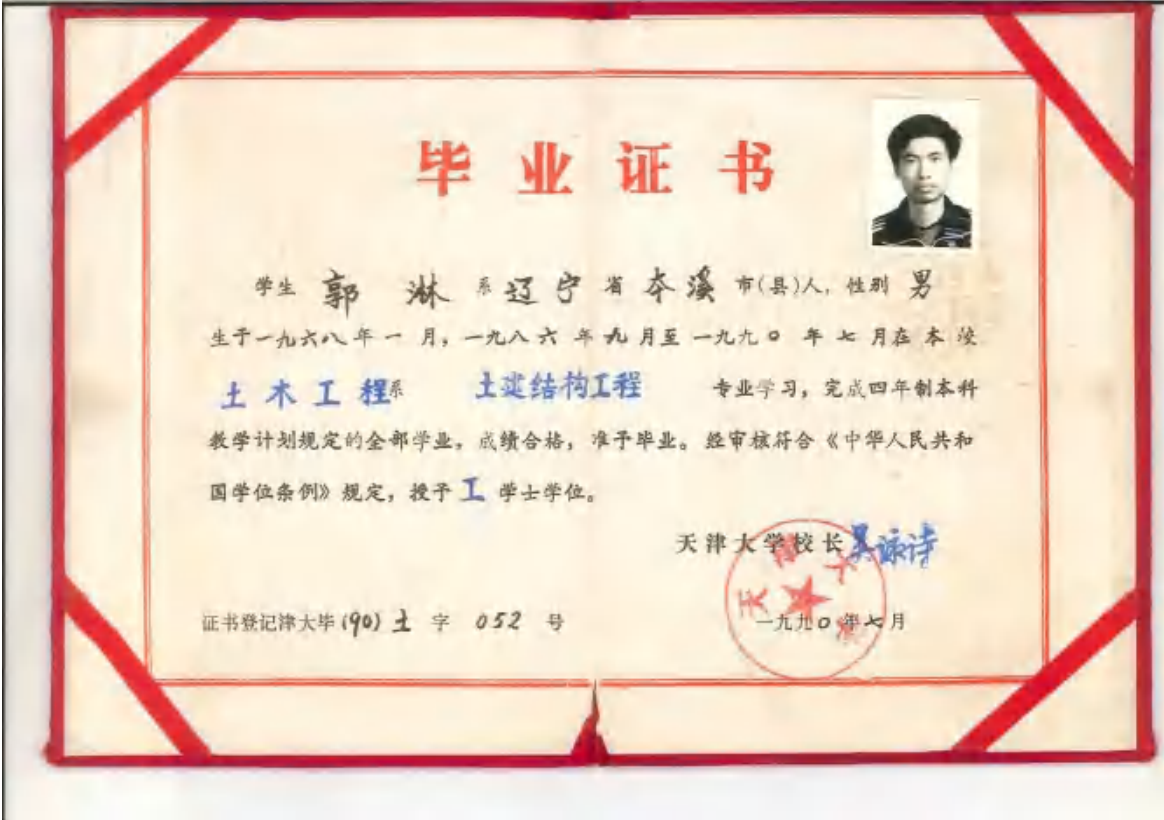 毕业证书
学生 郭淋 系 辽宁 省 本溪 市(县)人, 性别 男
生于一九六八年一月, 一九八六年九月至一九九〇年七月在本校
土木工程系 土建结构工程 专业学习, 完成四年制本科
教学计划规定的全部学业, 成绩合格, 准予毕业。经审核符合《中华人民共和
国学位条例》规定, 授予 工 学士学位。
天津大学校长 吴咏诗
天津大学
证书登记津大毕(90)土字052号
一九九〇年七月